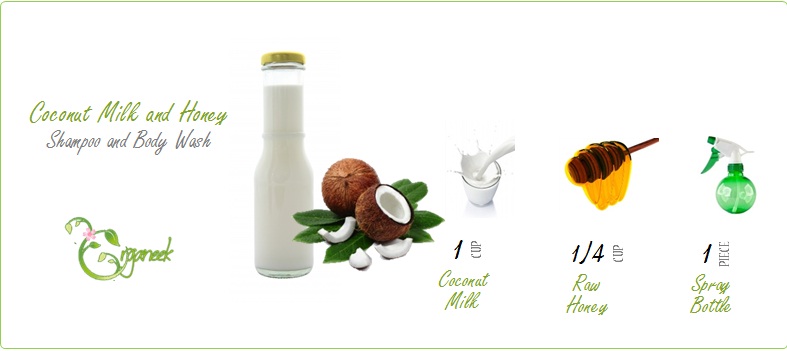 Coconut Milk and Honey
Shampoo and Body Wash
Organeek
1 CUP
Coconut
Milk
1/4 CUP
Raw
Honey
1 PIECE
Spray
Bottle